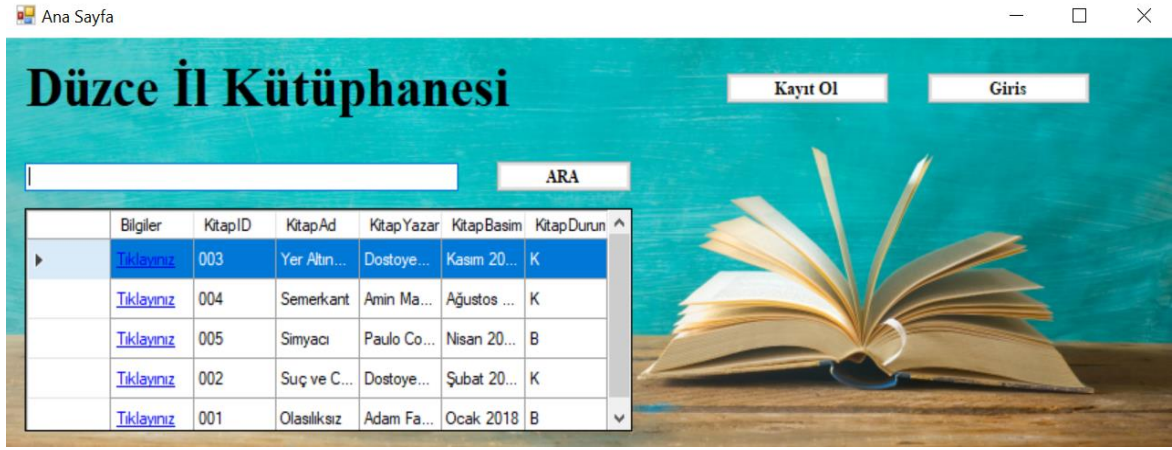 Ana Sayfa
Düzce İl Kütüphanesi
Kayıt Ol
Giris
ARA
Bilgiler KitapID KitapAd KitapYazar KitapBasim KitapDurun
Tıklayınız 003 Yer Altın... Dostoye... Kasım 20... K
Tıklayınız 004 Semerkant Amin Ma... Ağustos ... K
Tıklayınız 005 Simyacı Paulo Co... Nisan 20... B
Tıklayınız 002 Suç ve C... Dostoye... Şubat 20... K
Tıklayınız 001 Olasılıksız Adam Fa... Ocak 2018 B